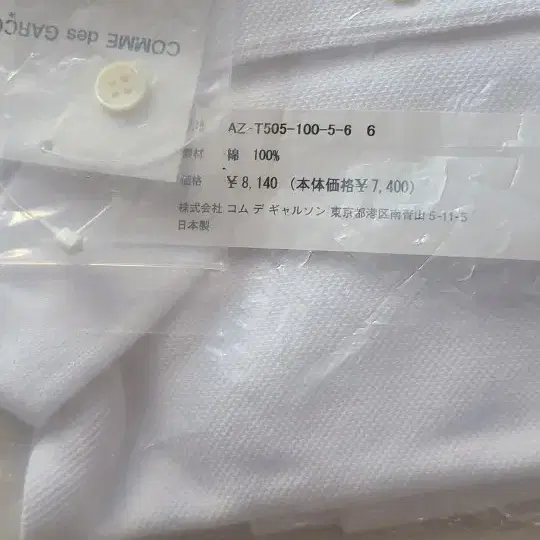 COMME des GARÇO
AZ-T505-100-5-6 6
素材 綿 100%
価格 ¥8,140 (本体価格¥7,400)
株式会社 コム デ ギャルソン 東京都港区南青山 5-11-5
日本製